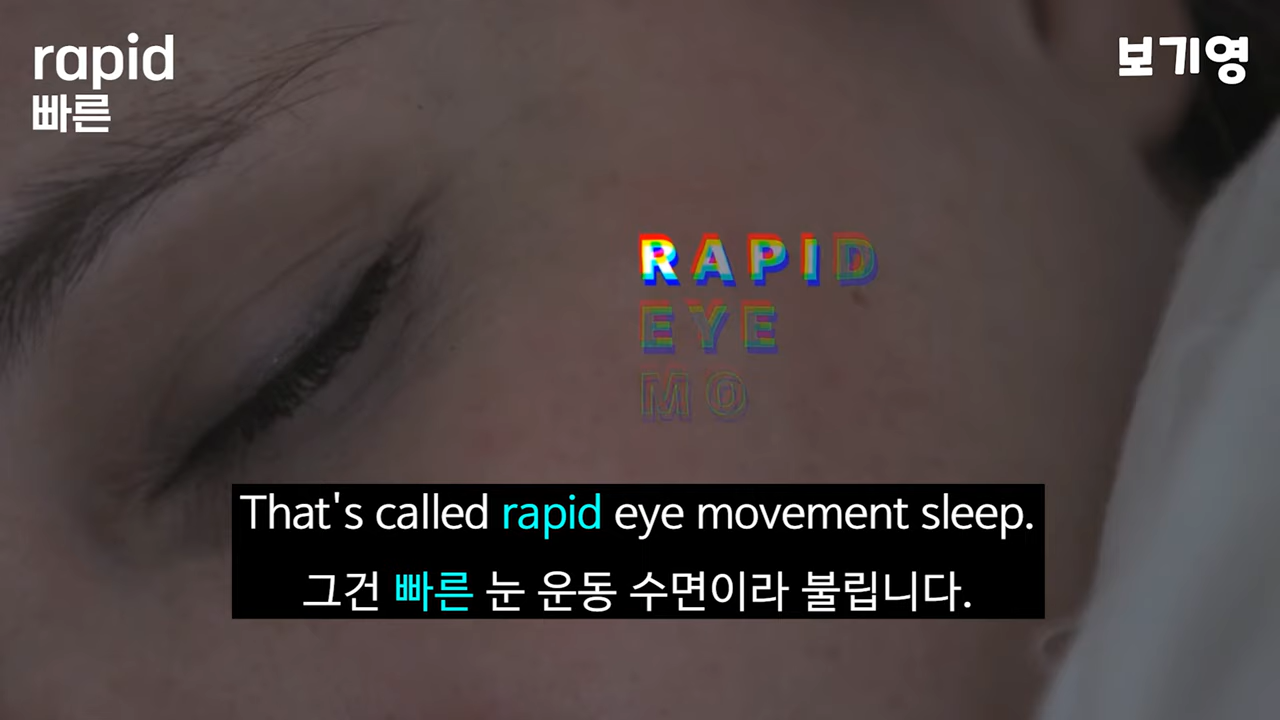 rapid
빠른
보기영
RAPID
EYE
MO
That's called rapid eye movement sleep.
그건 빠른 눈 운동 수면이라 불립니다.